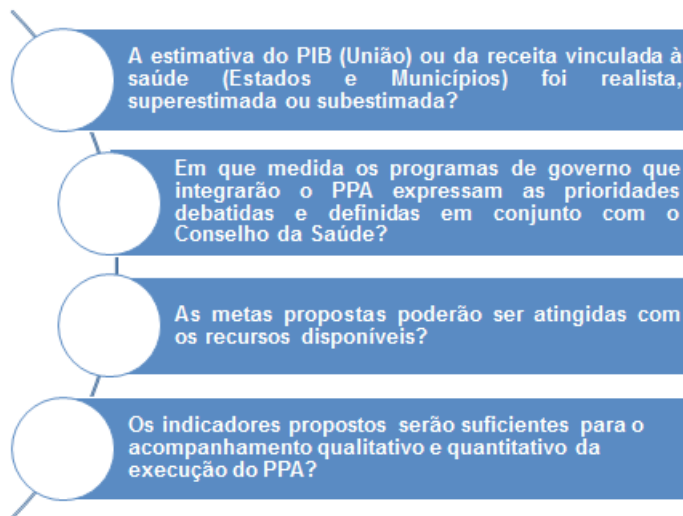 A estimativa do PIB (União) ou da receita vinculada à
saúde (Estados e Municípios) foi realista,
superestimada ou subestimada?
Em que medida os programas de governo que
integrarão o PPA expressam as prioridades
debatidas e definidas em conjunto com o
Conselho da Saúde?
As metas propostas poderão ser atingidas com
os recursos disponíveis?
Os indicadores propostos serão suficientes para o
acompanhamento qualitativo e quantitativo da
execução do PPA?